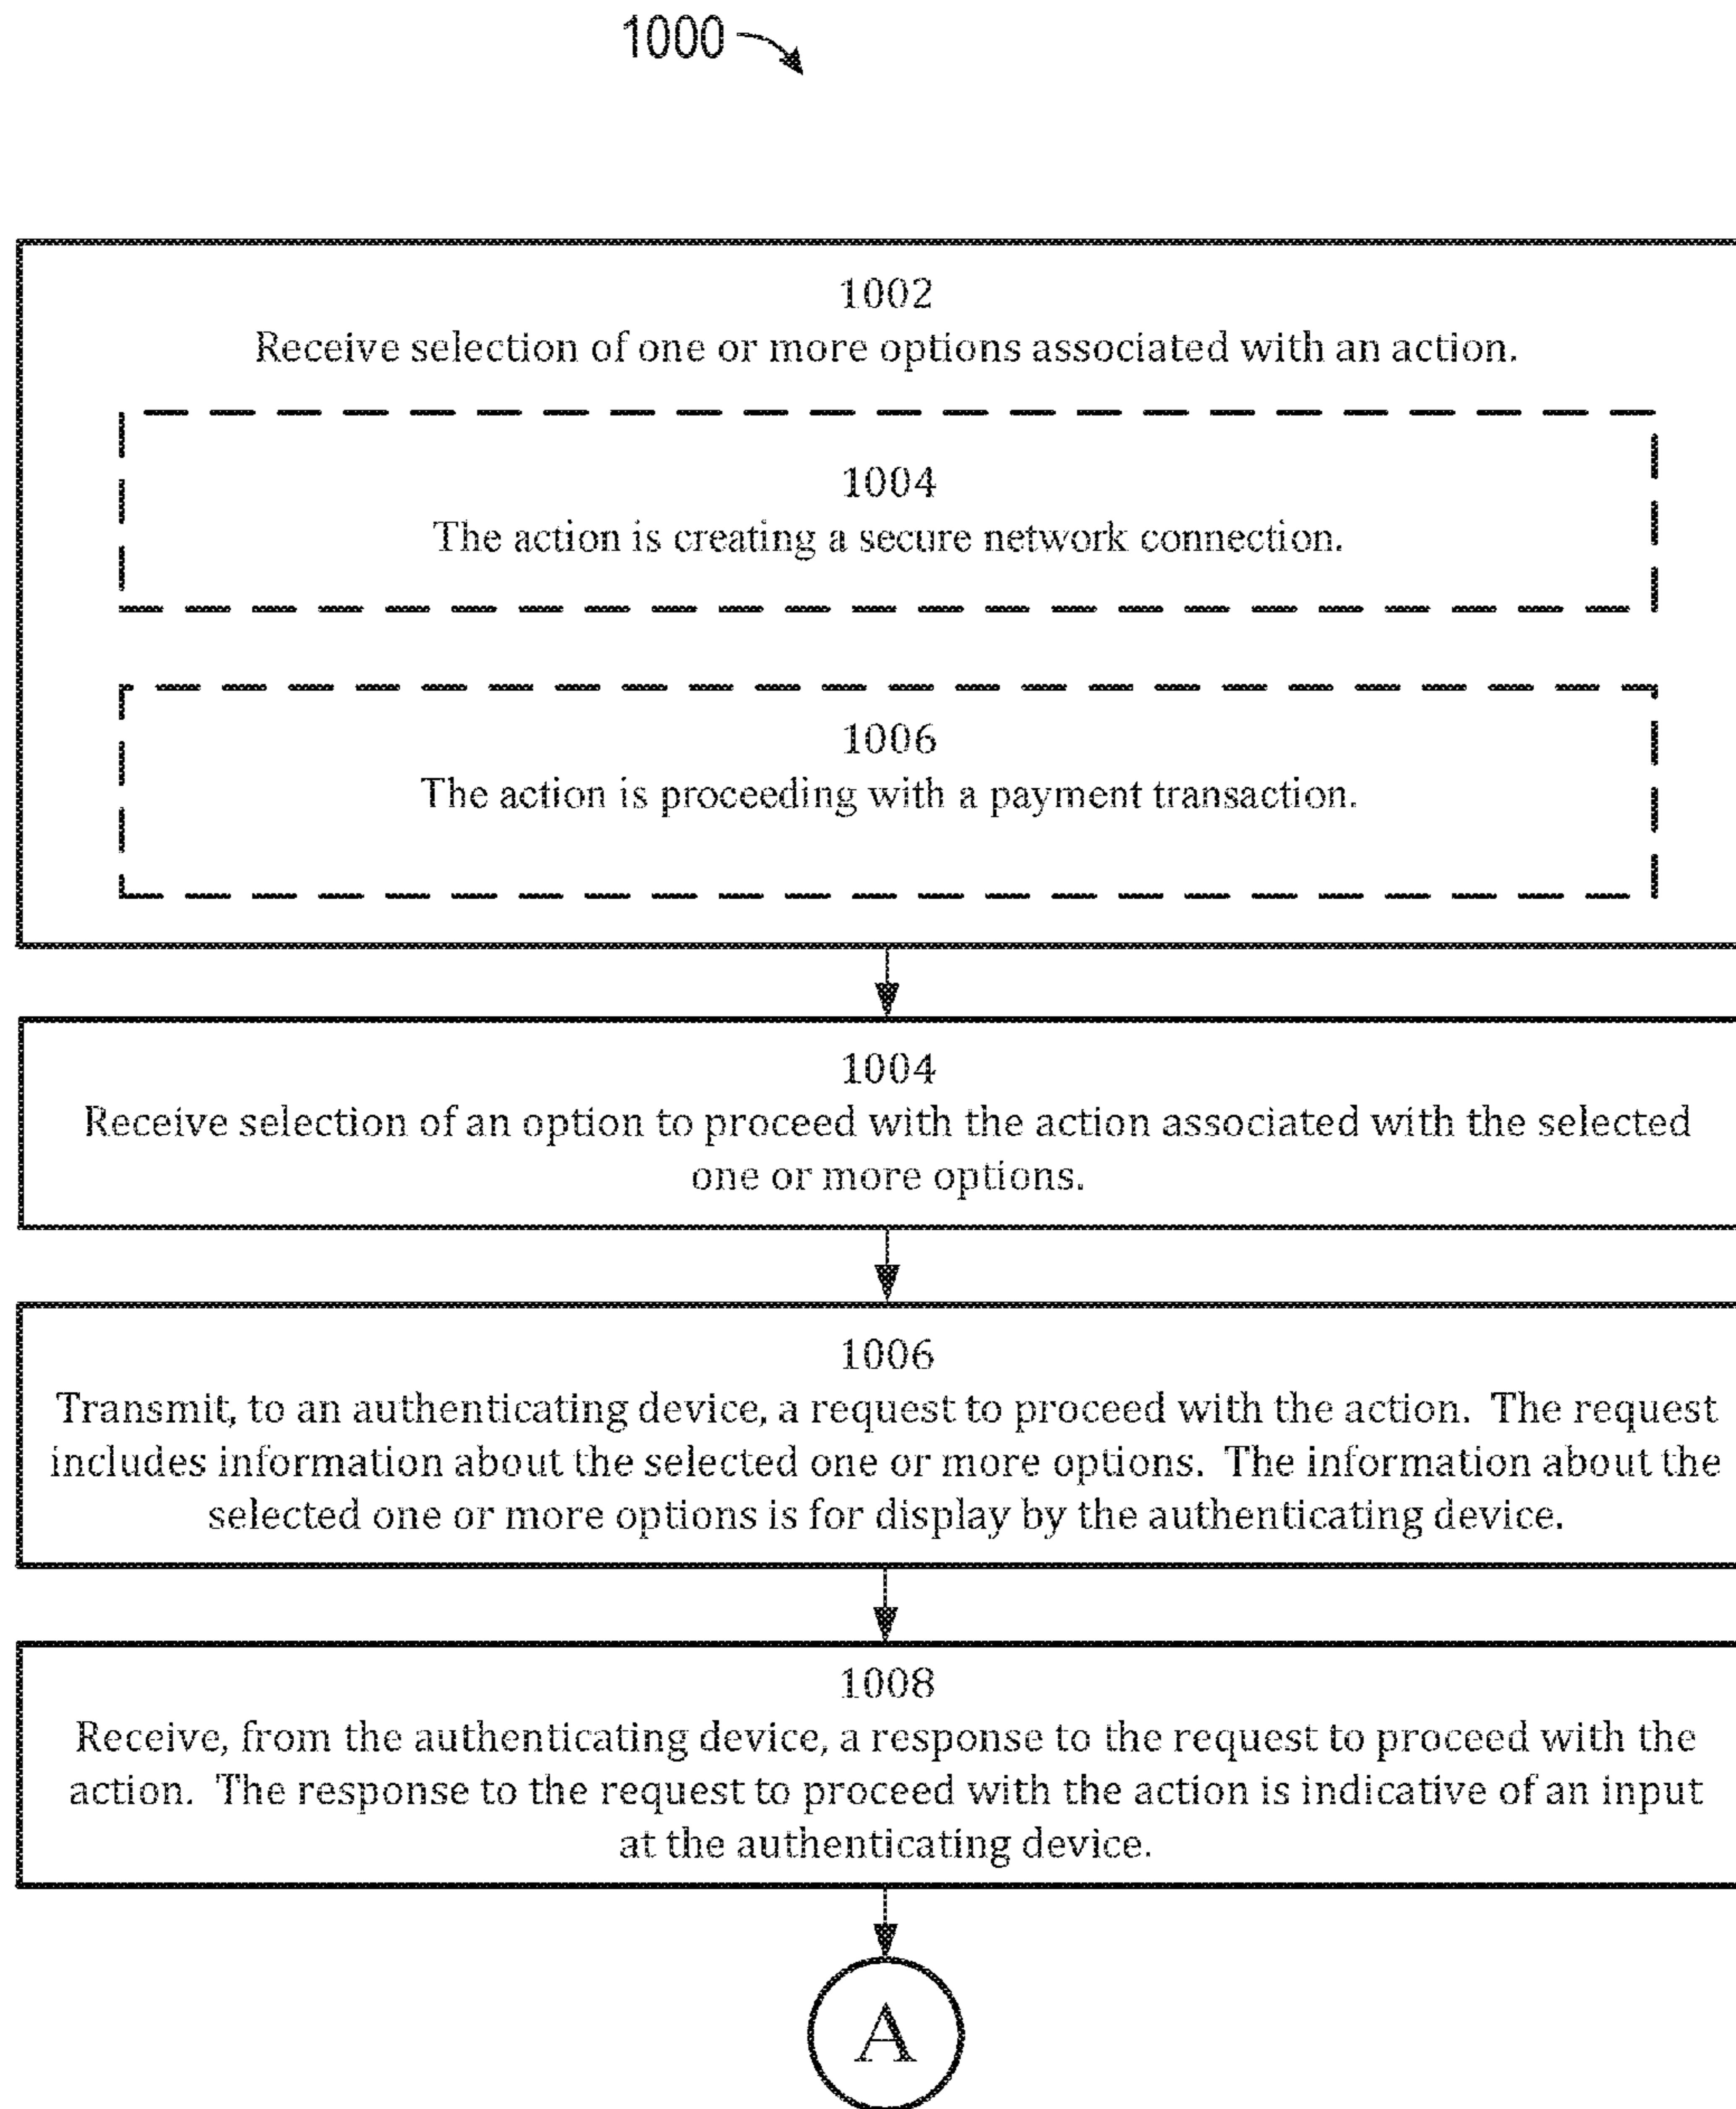 1000
1002
Receive selection of one or more options associated with an action.
1004
The action is creating a secure network connection.
1006
The action is proceeding with a payment transaction.
1004
Receive selection of an option to proceed with the action associated with the selected
one or more options.
1006
Transmit, to an authenticating device, a request to proceed with the action. The request
includes information about the selected one or more options. The information about the
selected one or more options is for display by the authenticating device.
1008
Receive, from the authenticating device, a response to the request to proceed with the
action. The response to the request to proceed with the action is indicative of an input
at the authenticating device.
A